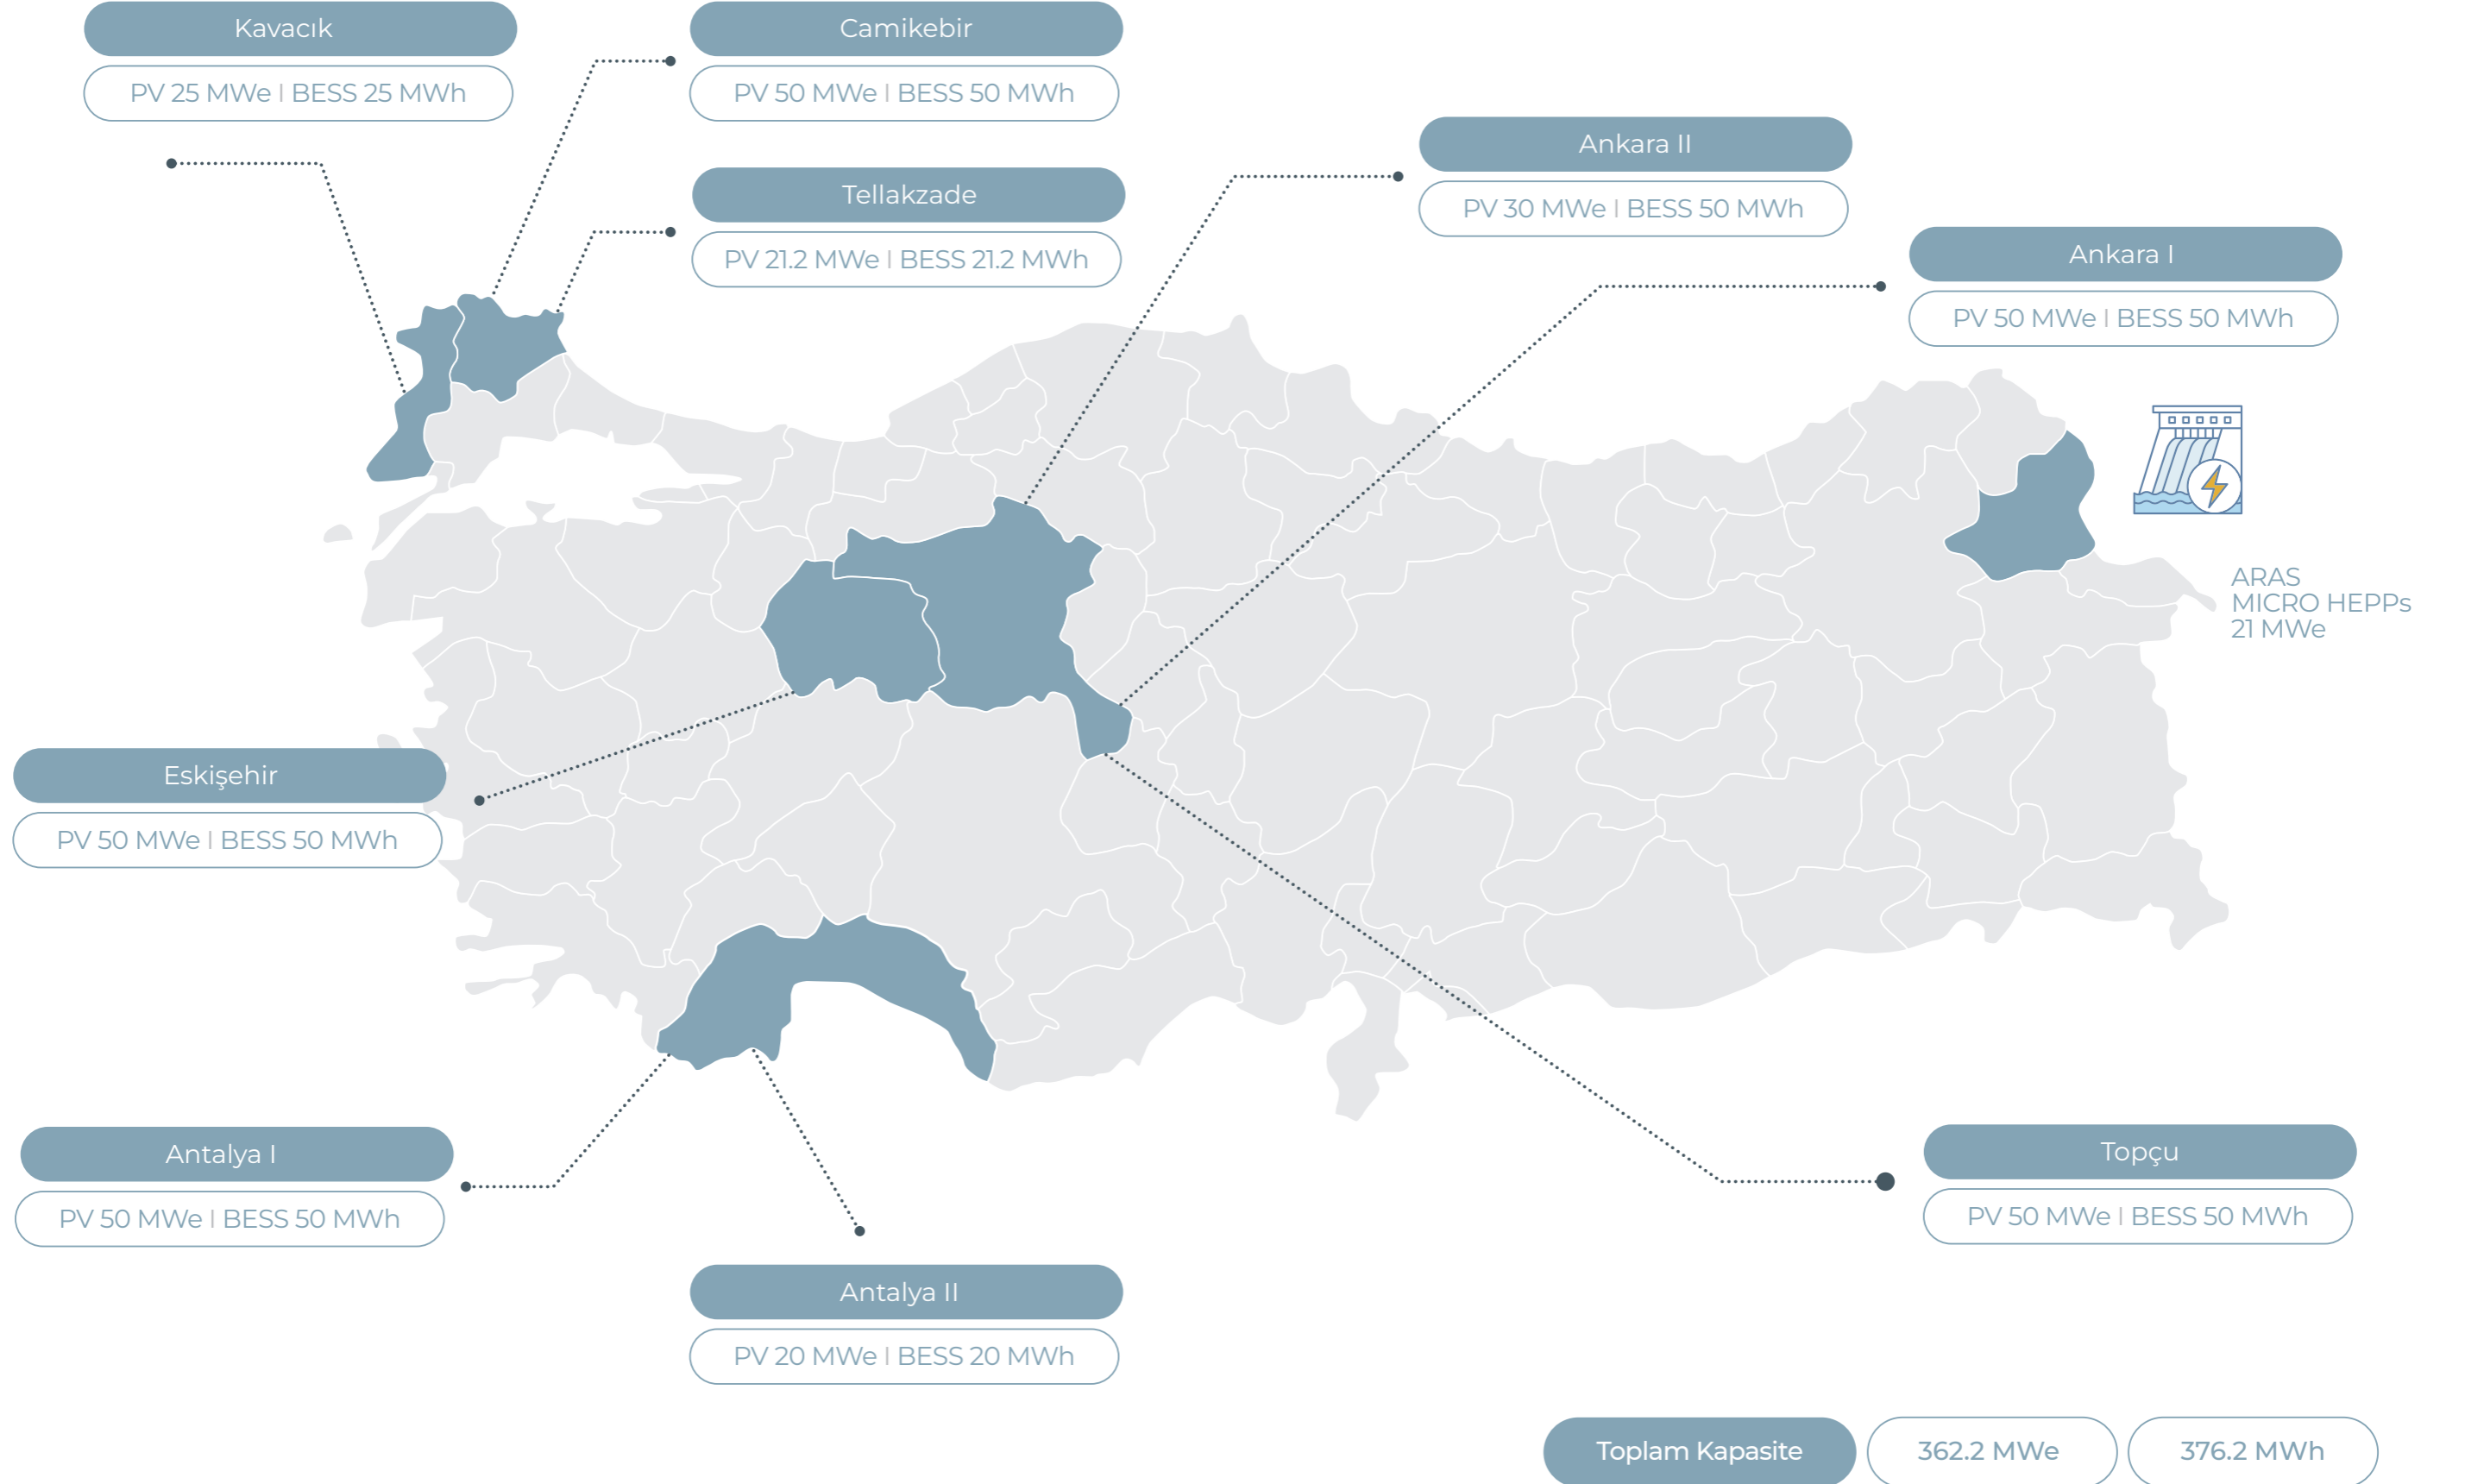 Kavacık
PV 25 MWe | BESS 25 MWh
Camikebir
PV 50 MWe | BESS 50 MWh
Tellakzade
PV 21.2 MWe | BESS 21.2 MWh
Ankara II
PV 30 MWe | BESS 50 MWh
Ankara I
PV 50 MWe | BESS 50 MWh
ARAS
MICRO HEPPs
21 MWe
Eskişehir
PV 50 MWe | BESS 50 MWh
Antalya I
PV 50 MWe | BESS 50 MWh
Topçu
PV 50 MWe | BESS 50 MWh
Antalya II
PV 20 MWe | BESS 20 MWh
Toplam Kapasite 362.2 MWe 376.2 MWh